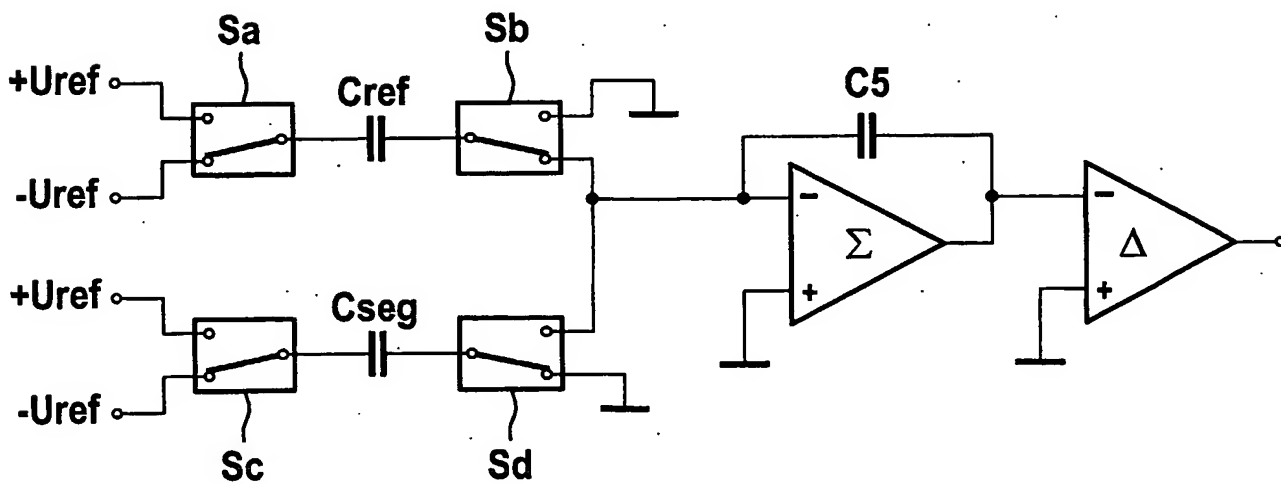 Sa
Sb
+Uref
Cref
C5
-Uref
−
Σ
+
−
Δ
+
+Uref
Cseg
-Uref
Sc
Sd